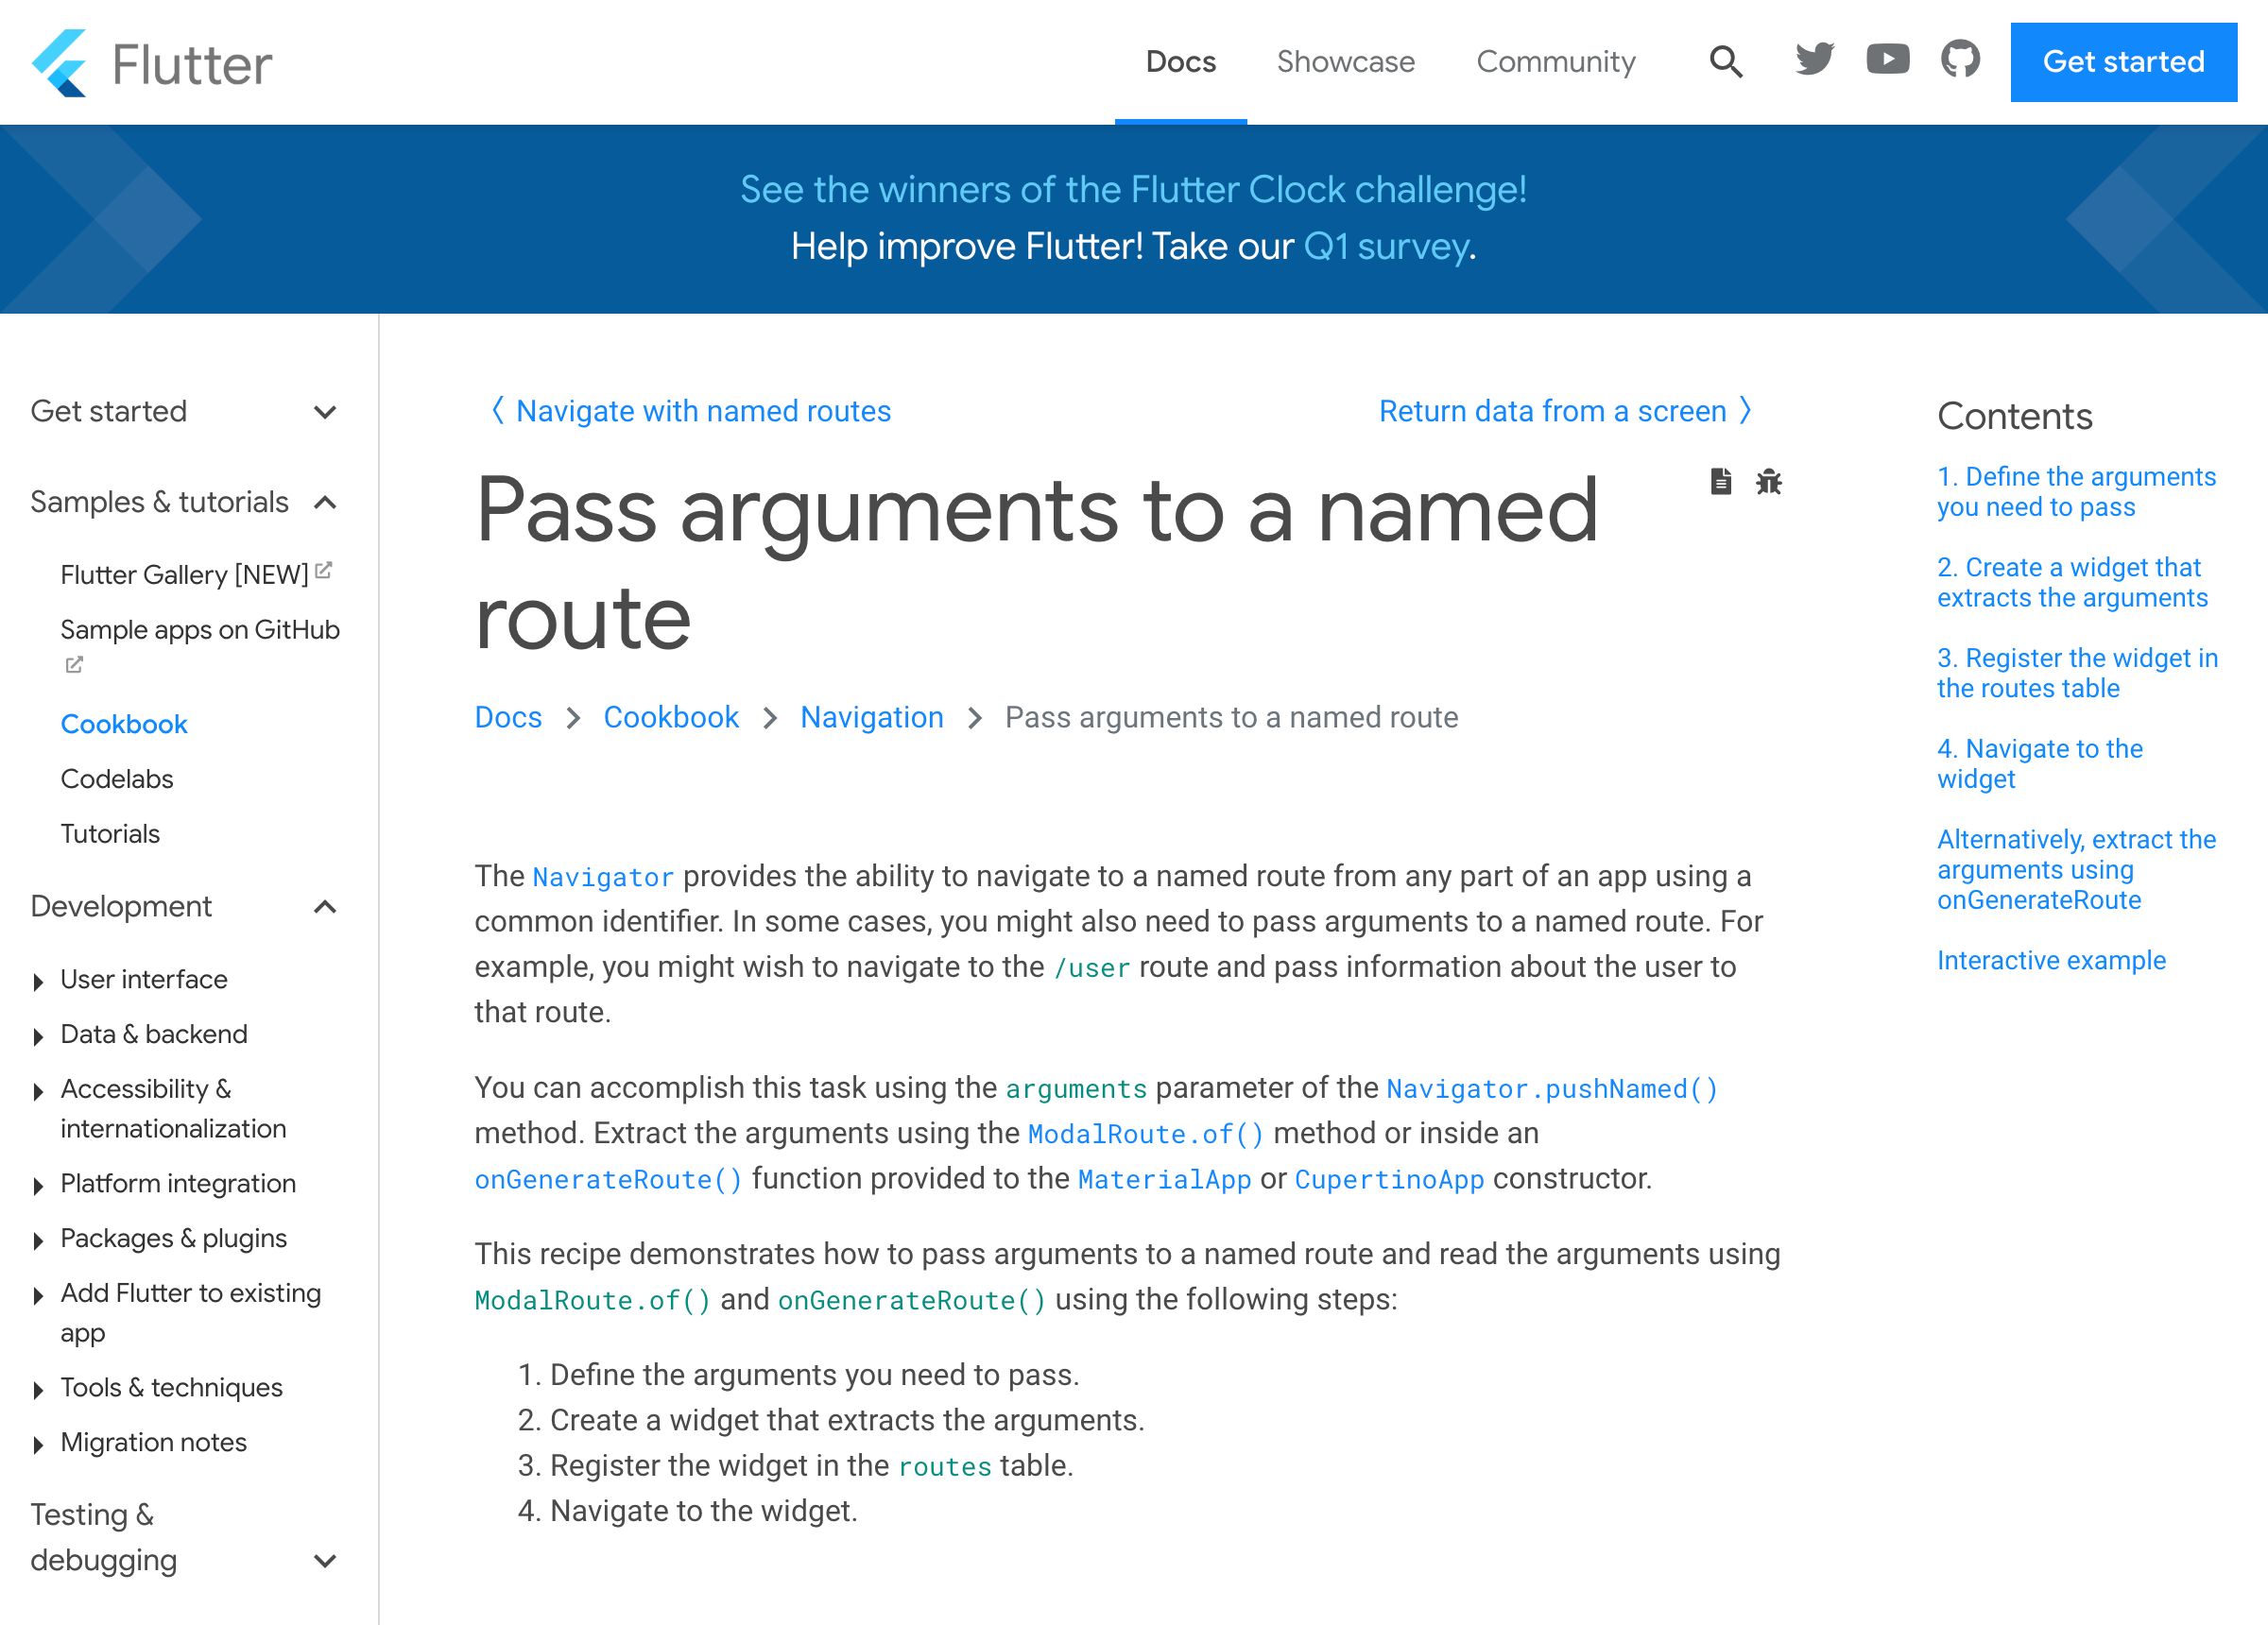 Flutter
Docs
Showcase
Community
Get started
See the winners of the Flutter Clock challenge!
Help improve Flutter! Take our Q1 survey.
Get started
Samples & tutorials
Flutter Gallery [NEW]
Sample apps on GitHub
Cookbook
Codelabs
Tutorials
Development
User interface
Data & backend
Accessibility &
internationalization
Platform integration
Packages & plugins
Add Flutter to existing
app
Tools & techniques
Migration notes
Testing &
debugging
〈 Navigate with named routes
Return data from a screen 〉
Pass arguments to a named
route
Docs > Cookbook > Navigation > Pass arguments to a named route
The Navigator provides the ability to navigate to a named route from any part of an app using a
common identifier. In some cases, you might also need to pass arguments to a named route. For
example, you might wish to navigate to the /user route and pass information about the user to
that route.
You can accomplish this task using the arguments parameter of the Navigator.pushNamed()
method. Extract the arguments using the ModalRoute.of() method or inside an
onGenerateRoute() function provided to the MaterialApp or CupertinoApp constructor.
This recipe demonstrates how to pass arguments to a named route and read the arguments using
ModalRoute.of() and onGenerateRoute() using the following steps:
1. Define the arguments you need to pass.
2. Create a widget that extracts the arguments.
3. Register the widget in the routes table.
4. Navigate to the widget.
Contents
1. Define the arguments
you need to pass
2. Create a widget that
extracts the arguments
3. Register the widget in
the routes table
4. Navigate to the
widget
Alternatively, extract the
arguments using
onGenerateRoute
Interactive example